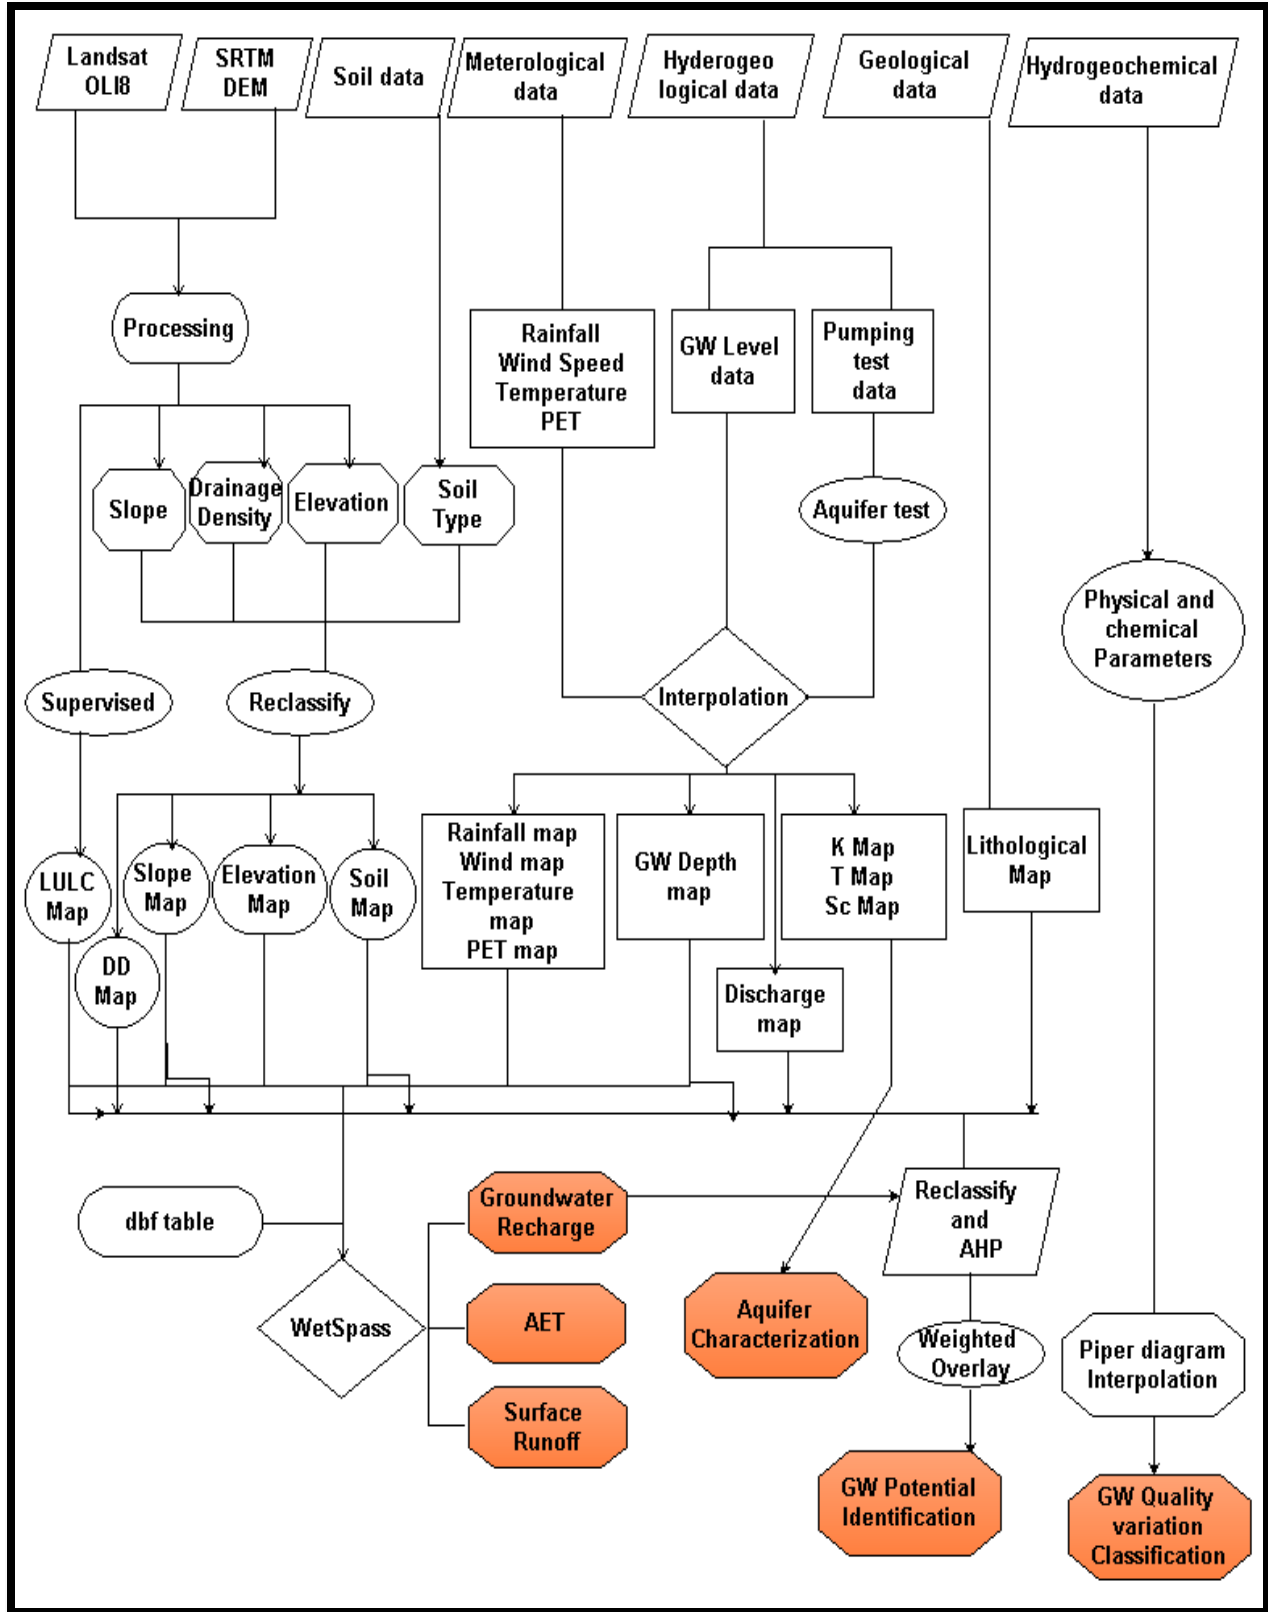 Landsat
OLI8
SRTM
DEM
Soil data
Meterological
data
Hyderogeo
logical data
Geological
data
Hydrogeochemical
data
Processing
Rainfall
Wind Speed
Temperature
PET
GW Level
data
Pumping
test
data
Slope
Drainage
Density
Elevation
Soil
Type
Aquifer test
Physical and
chemical
Parameters
Supervised
Reclassify
Interpolation
LULC
Map
DD
Map
Slope
Map
Elevation
Map
Soil
Map
Rainfall map
Wind map
Temperature
map
PET map
GW Depth
map
K Map
T Map
Sc Map
Lithological
Map
Discharge
map
dbf table
Groundwater
Recharge
Reclassify
and
AHP
WetSpass
AET
Aquifer
Characterization
Weighted
Overlay
Piper diagram
Interpolation
Surface
Runoff
GW Potential
Identification
GW Quality
variation
Classification